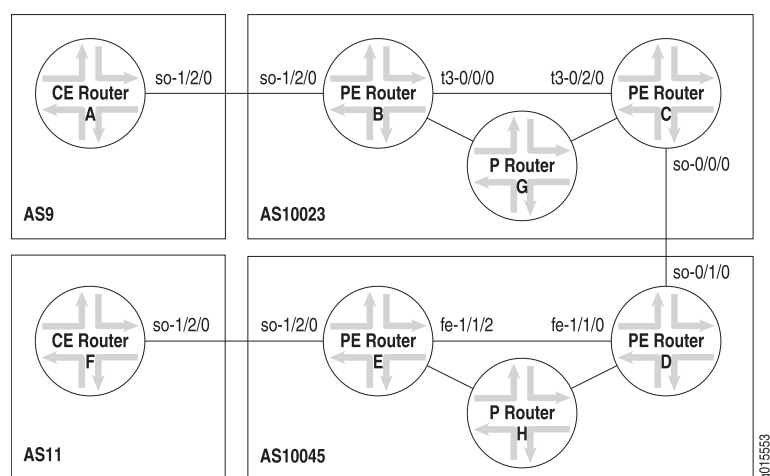 so-1/2/0 so-1/2/0 t3-0/0/0 t3-0/2/0
CE Router
A
PE Router
B
PE Router
C
P Router
G
so-0/0/0
AS9
AS10023
so-0/1/0
so-1/2/0 so-1/2/0 fe-1/1/2 fe-1/1/0
CE Router
F
PE Router
E
PE Router
D
P Router
H
AS11
AS10045